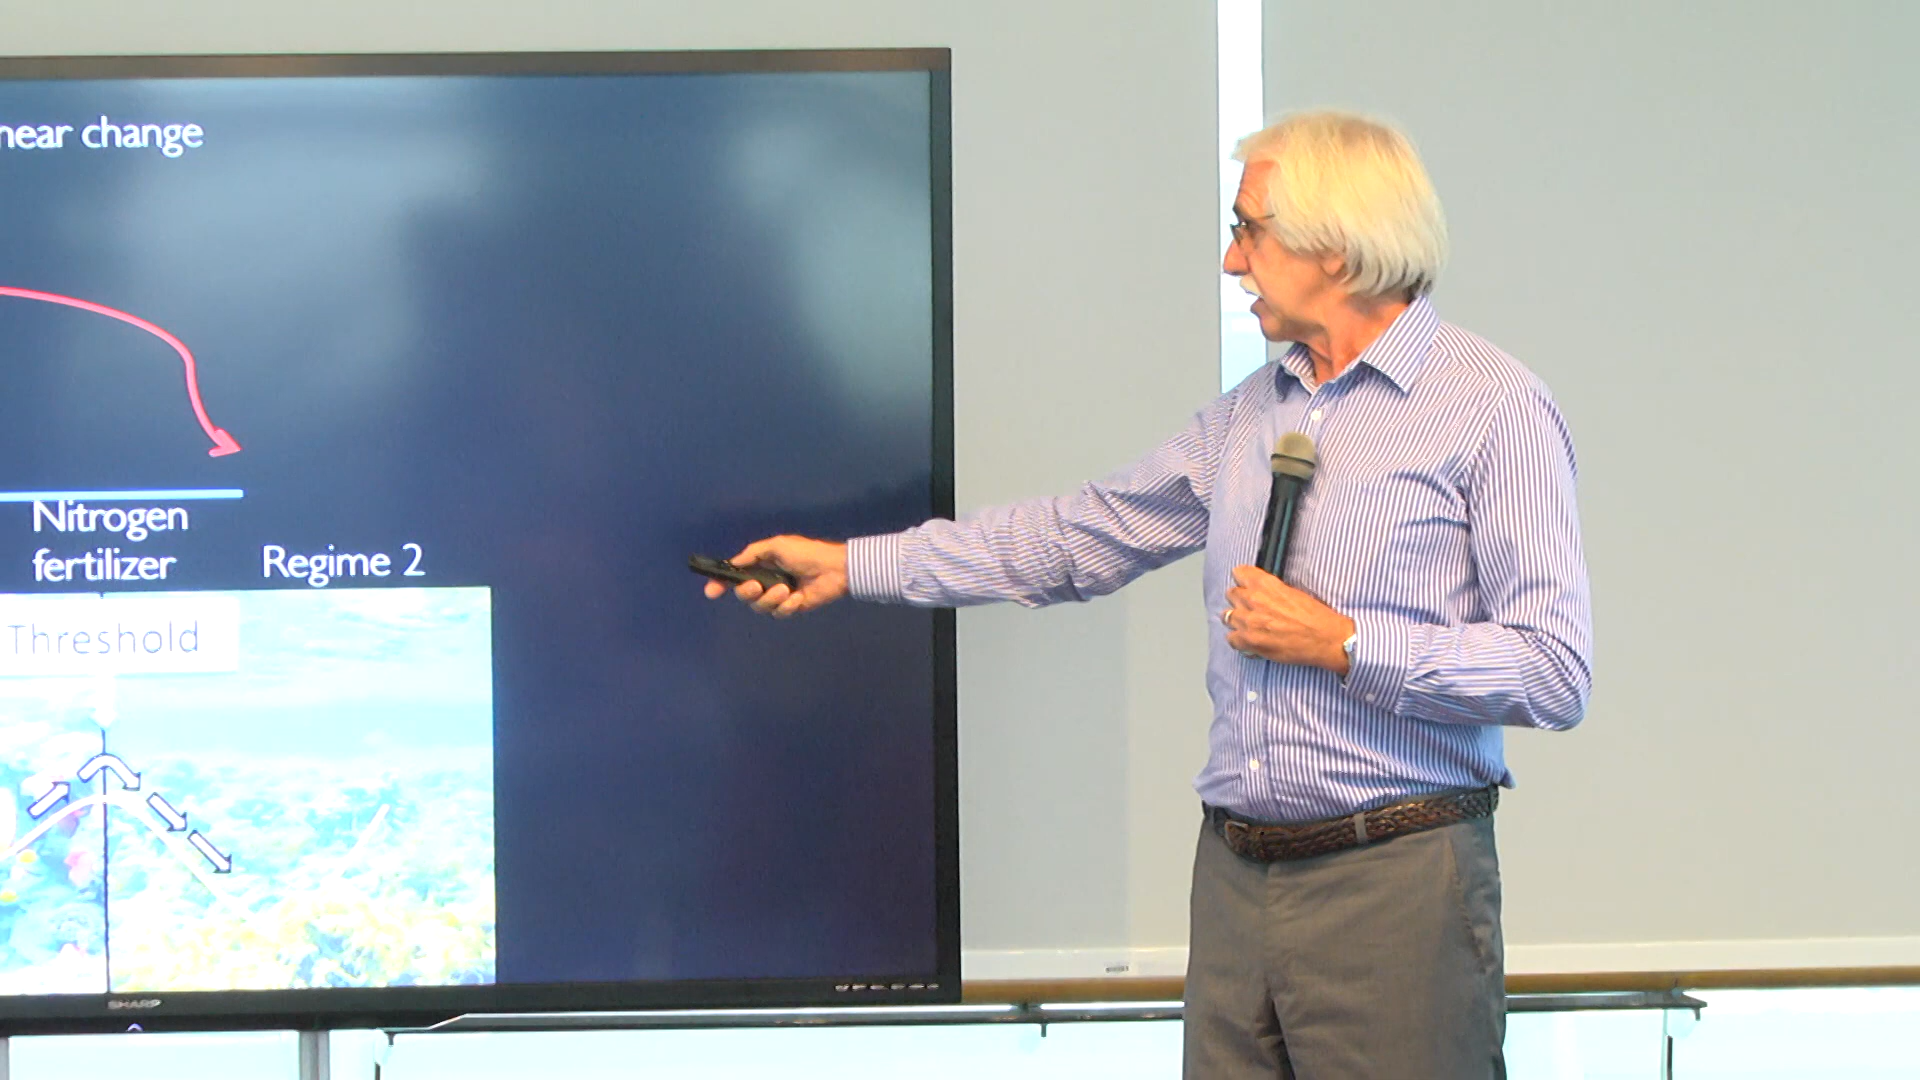 near change
Nitrogen
fertilizer
Regime 2
Threshold
SHARP